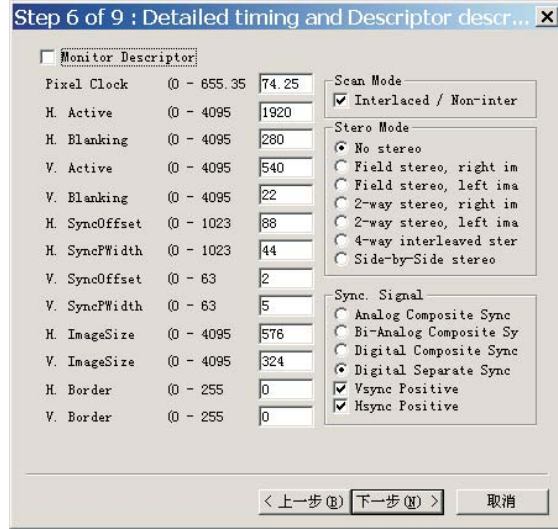 Step 6 of 9 : Detailed timing and Descriptor descr...
Monitor Descriptor
Pixel Clock (0 - 655.35 74.25
H. Active (0 - 4095 1920
H. Blanking (0 - 4095 280
V. Active (0 - 4095 540
V. Blanking (0 - 4095 22
H. SyncOffset (0 - 1023 88
H. SyncPWidth (0 - 1023 44
V. SyncOffset (0 - 63 2
V. SyncPWidth (0 - 63 5
H. ImageSize (0 - 4095 576
V. ImageSize (0 - 4095 324
H. Border (0 - 255 0
V. Border (0 - 255 0
Scan Mode
Interlaced / Non-inter
Stero Mode
No stereo
Field stereo, right im
Field stereo, left ima
2-way stereo, right im
2-way stereo, left ima
4-way interleaved ster
Side-by-Side stereo
Sync. Signal
Analog Composite Sync
Bi-Analog Composite Sy
Digital Composite Sync
Digital Separate Sync
Vsync Positive
Hsync Positive
< 上一步(B) 下一步(N) > 取消